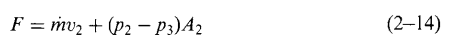 F = ṁv₂ + (p₂ − p₃)A₂ (2–14)